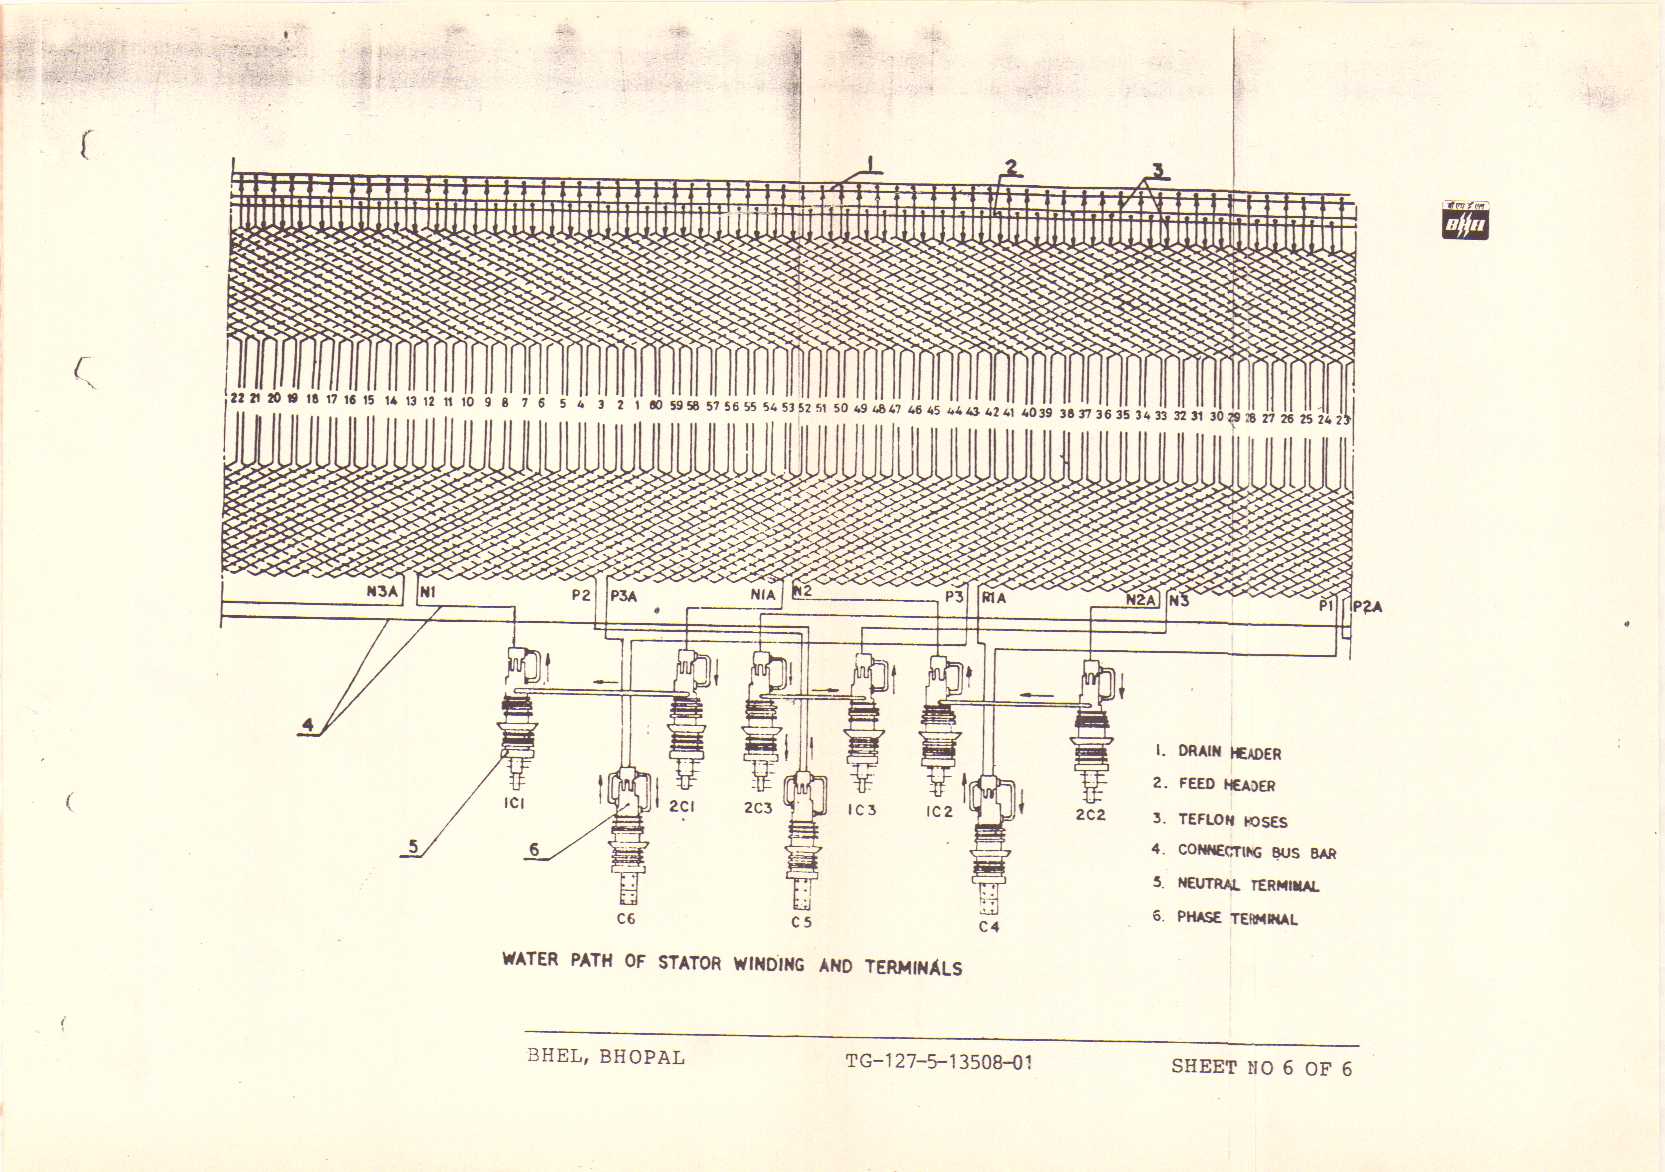 1 2 3
बी एच ई एल
BHEL
22 21 20 19 18 17 16 15 14 13 12 11 10 9 8 7 6 5 4 3 2 1 60 59 58 57 56 55 54 53 52 51 50 49 48 47 46 45 44 43 42 41 40 39 38 37 36 35 34 33 32 31 30 29 28 27 26 25 24 23
N3A N1 P2 P3A N1A N2 P3 P1A N2A N3 P1 P2A
4
1. DRAIN HEADER
2. FEED HEADER
3. TEFLON HOSES
4. CONNECTING BUS BAR
5. NEUTRAL TERMINAL
6. PHASE TERMINAL
1C1 2C1 2C3 1C3 1C2 2C2
5 6
C6 C5 C4
WATER PATH OF STATOR WINDING AND TERMINALS
BHEL, BHOPAL TG-127-5-13508-01 SHEET NO 6 OF 6